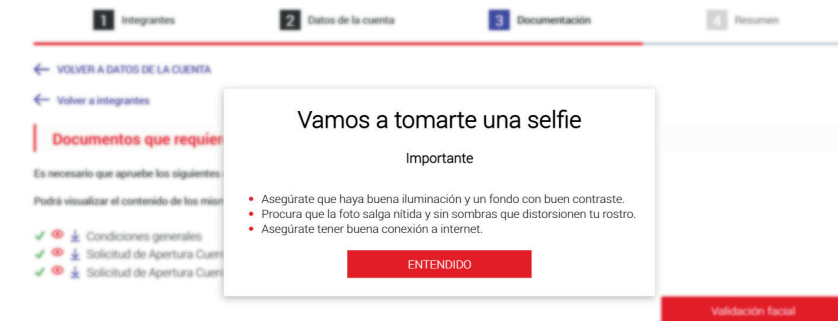 1 Integrantes
2 Datos de la cuenta
3 Documentación
4 Resumen
VOLVER A DATOS DE LA CUENTA
Volver a integrantes
Documentos que requier
Es necesario que apruebe los siguientes
Podrá visualizar el contenido de los mism
Condiciones generales
Solicitud de Apertura Cuen
Solicitud de Apertura Cuen
Vamos a tomarte una selfie
Importante
Asegúrate que haya buena iluminación y un fondo con buen contraste.
Procura que la foto salga nítida y sin sombras que distorsionen tu rostro.
Asegúrate tener buena conexión a internet.
ENTENDIDO
Validación facial